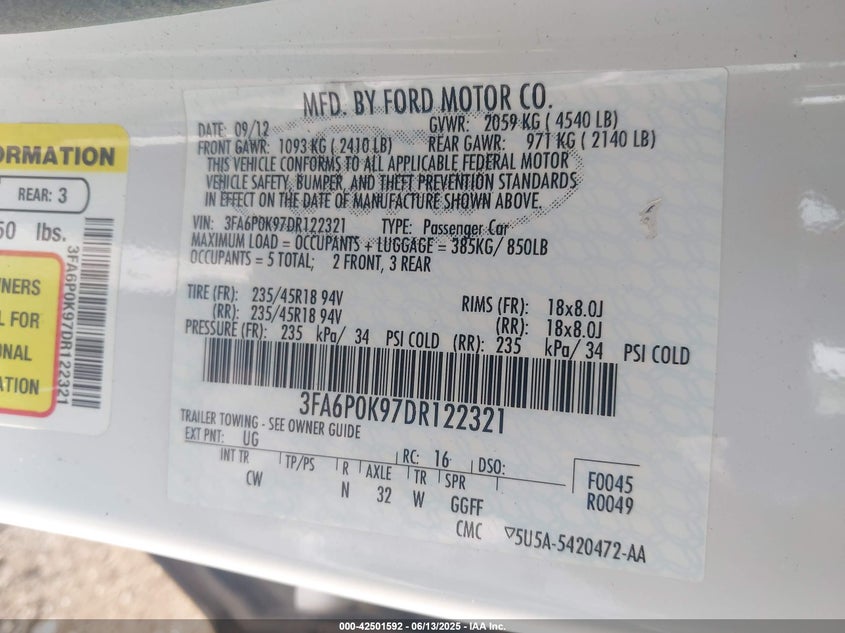 ORMATION
REAR: 3
50 lbs.
WNERS
L FOR
ONAL
ATION
3FA6P0K97DR122321
MFD. BY FORD MOTOR CO.
DATE: 09/12 GVWR: 2059 KG ( 4540 LB)
FRONT GAWR: 1093 KG ( 2410 LB) REAR GAWR: 971 KG ( 2140 LB)
THIS VEHICLE CONFORMS TO ALL APPLICABLE FEDERAL MOTOR
VEHICLE SAFETY, BUMPER, AND THEFT PREVENTION STANDARDS
IN EFFECT ON THE DATE OF MANUFACTURE SHOWN ABOVE.
VIN: 3FA6P0K97DR122321 TYPE: Passenger Car
MAXIMUM LOAD = OCCUPANTS + LUGGAGE = 385KG/ 850LB
OCCUPANTS = 5 TOTAL; 2 FRONT, 3 REAR
TIRE (FR): 235/45R18 94V RIMS (FR): 18x8.0J
(RR): 235/45R18 94V (RR): 18x8.0J
PRESSURE (FR): 235 kPa/ 34 PSI COLD (RR): 235 kPa/ 34 PSI COLD
3FA6P0K97DR122321
TRAILER TOWING - SEE OWNER GUIDE
EXT PNT: UG RC: 16 DSO:
INT TR TP/PS R AXLE TR SPR F0045
CW N 32 W GGFF R0049
CMC 5U5A-5420472-AA
000-42501592 - 06/13/2025 - IAA Inc.